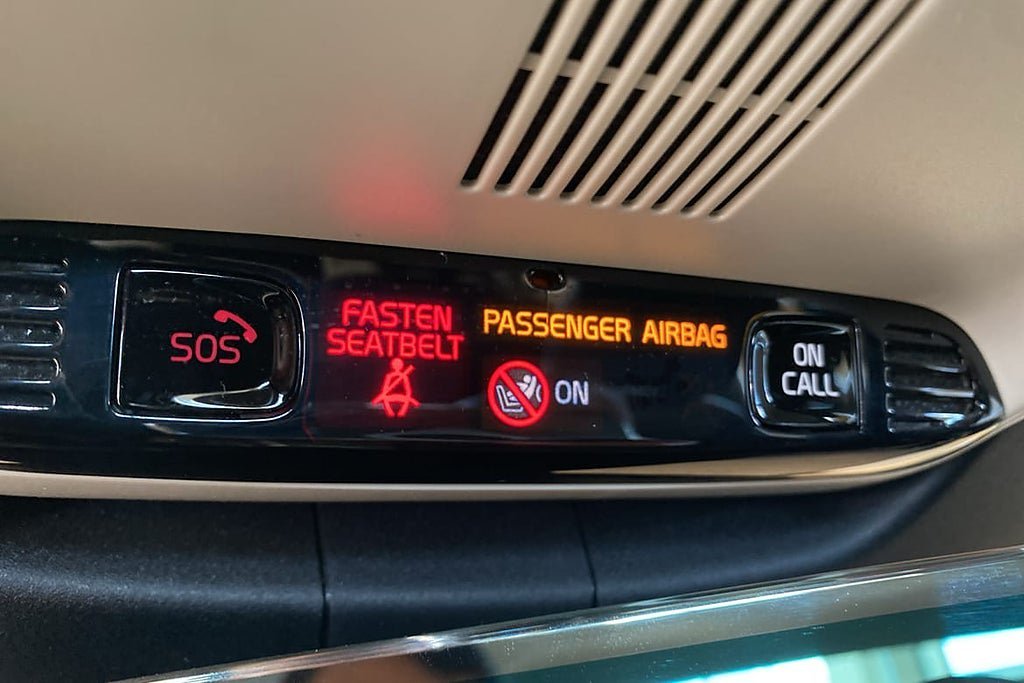 SOS
FASTEN
SEATBELT
PASSENGER AIRBAG
ON
ON
CALL